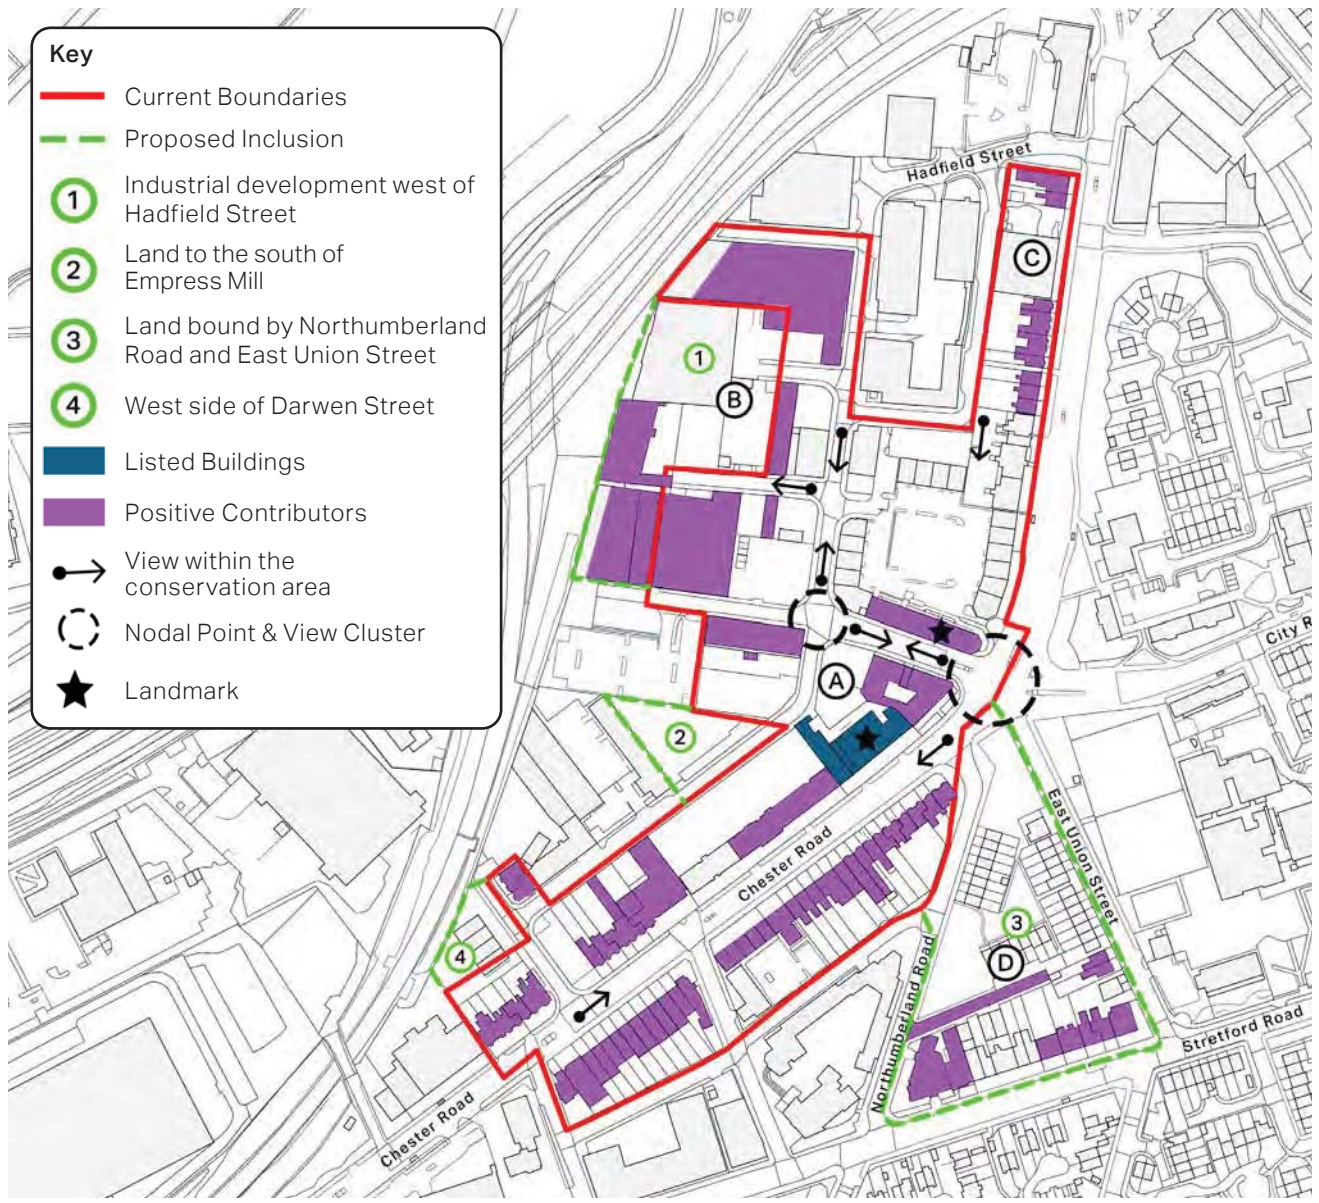 Key
Current Boundaries
Proposed Inclusion
1
Industrial development west of
Hadfield Street
2
Land to the south of
Empress Mill
3
Land bound by Northumberland
Road and East Union Street
4
West side of Darwen Street
Listed Buildings
Positive Contributors
View within the
conservation area
Nodal Point & View Cluster
Landmark
Hadfield Street
C
1
B
City R
A
2
East Union Street
Chester Road
3
4
D
Northumberland Road
Stretford Road
Chester Road